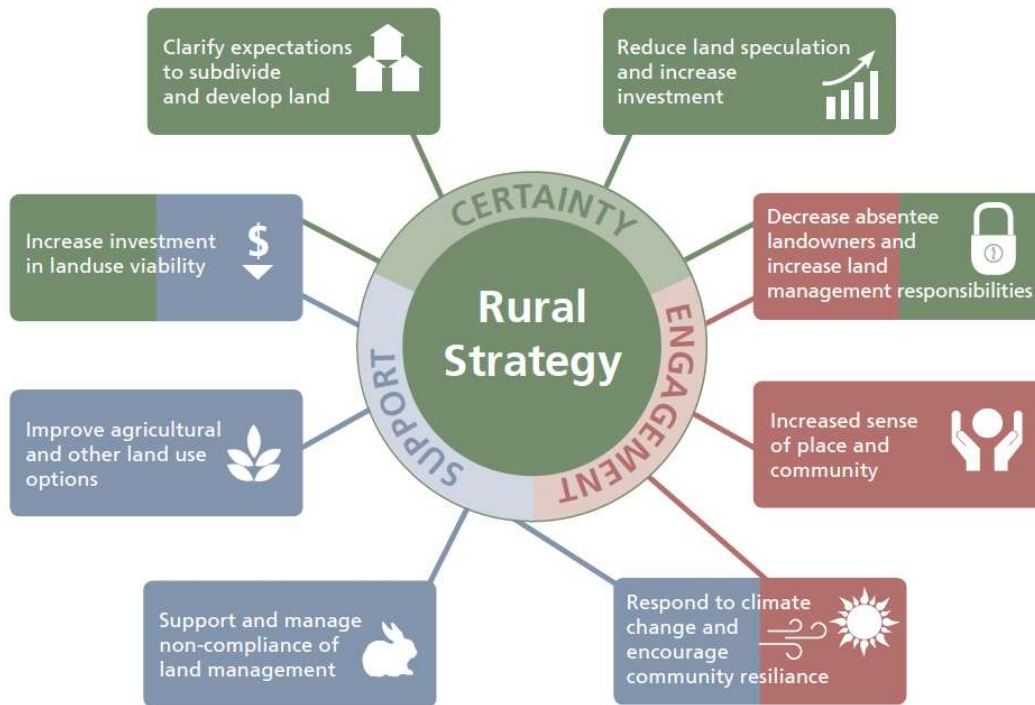 Clarify expectations
to subdivide
and develop land
Reduce land speculation
and increase
investment
Increase investment
in landuse viability
$
Decrease absentee
landowners and
increase land
management responsibilities
CERTAINTY
Rural
Strategy
SUPPORT
ENGAGEMENT
Improve agricultural
and other land use
options
Increased sense
of place and
community
Support and manage
non-compliance of
land management
Respond to climate
change and
encourage
community resiliance